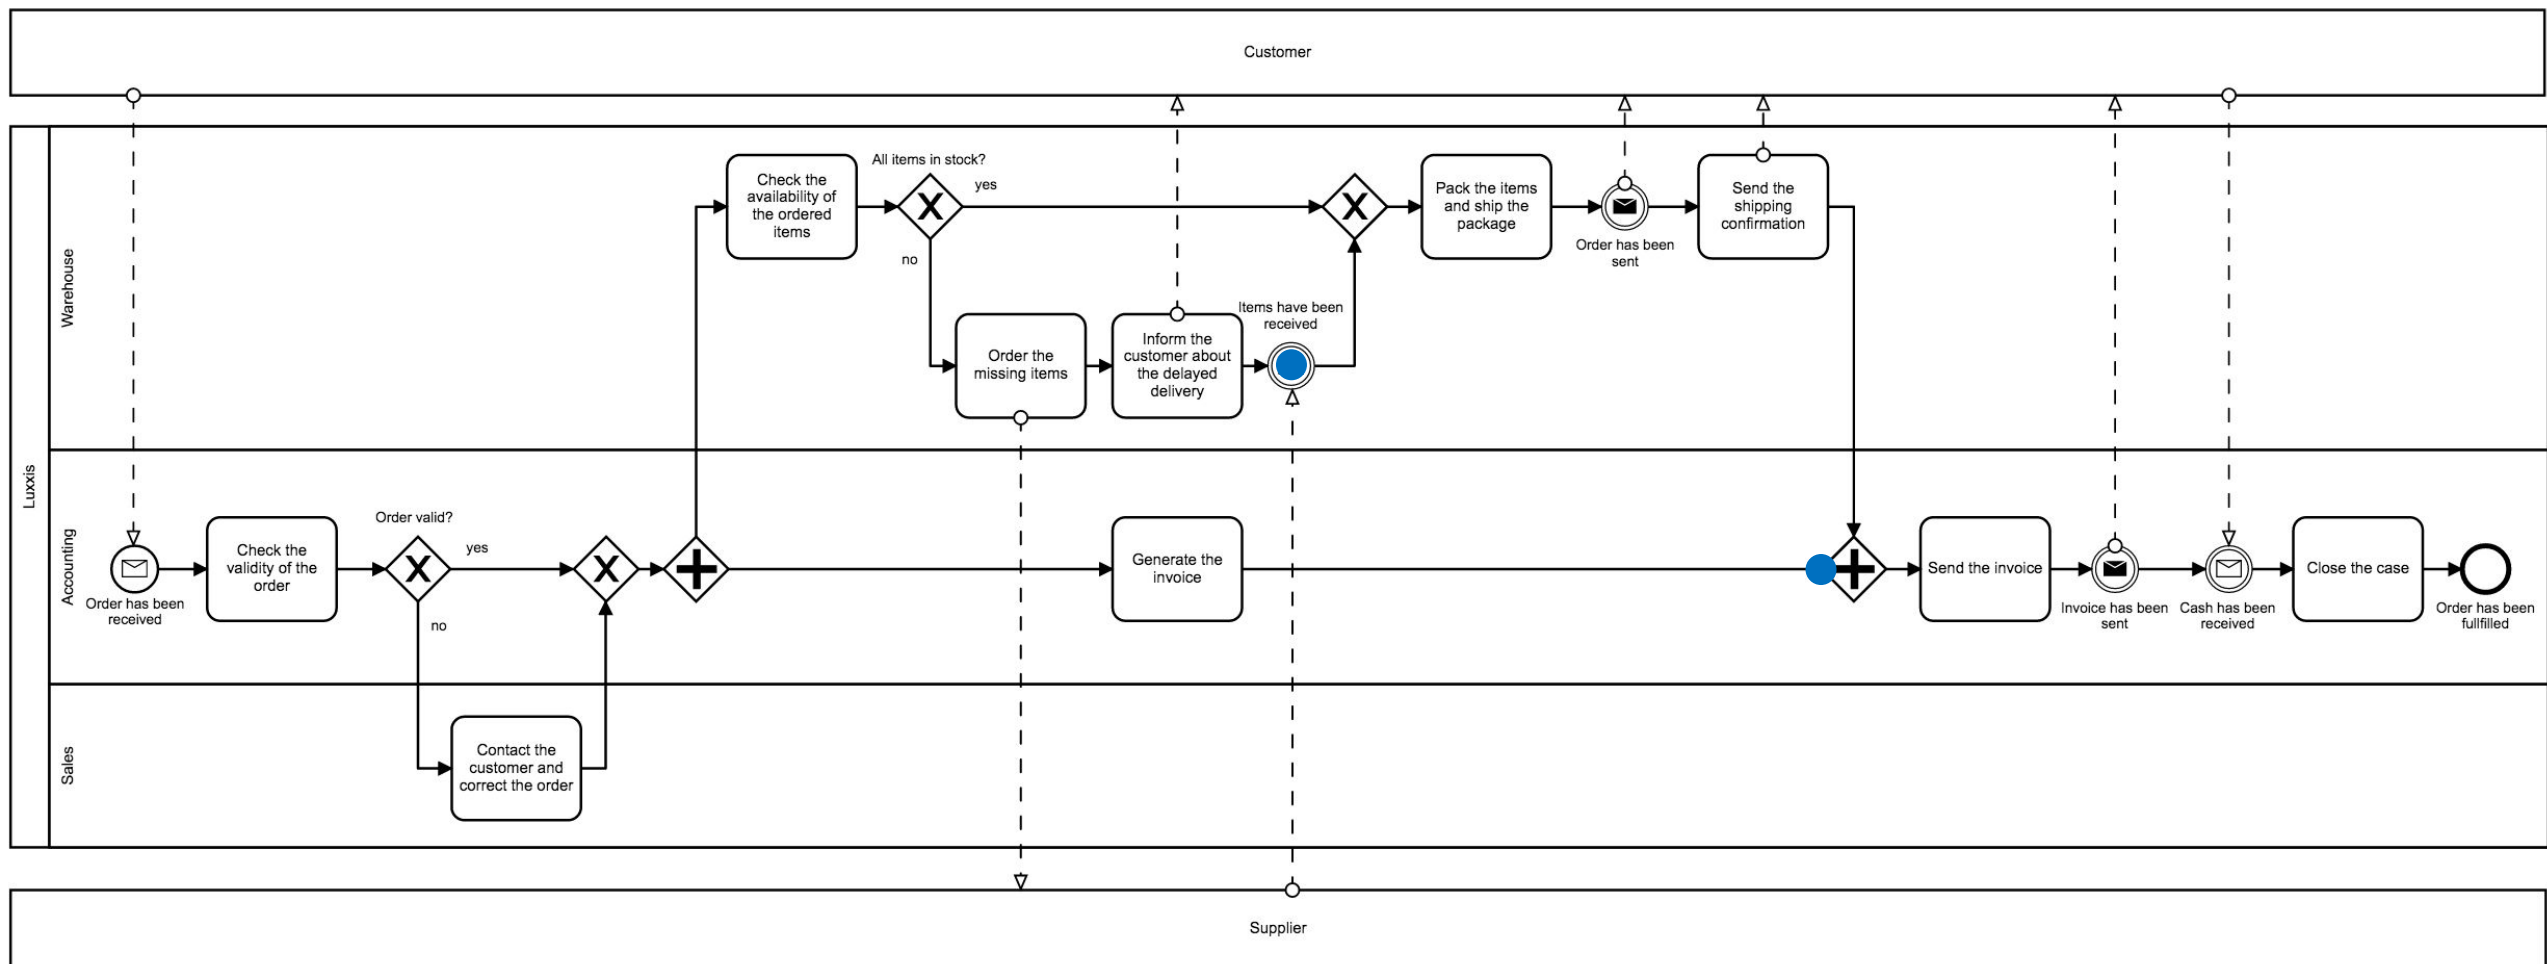 Customer
Luxxis
Warehouse
Check the
availability of
the ordered
items
All items in stock?
yes
no
Order the
missing items
Inform the
customer about
the delayed
delivery
Items have been
received
X
X
Pack the items
and ship the
package
Order has been
sent
Send the
shipping
confirmation
Accounting
Order has been
received
Check the
validity of the
order
Order valid?
X
yes
no
X
Generate the
invoice
Send the invoice
Invoice has been
sent
Cash has been
received
Close the case
Order has been
fullfilled
Sales
Contact the
customer and
correct the order
Supplier